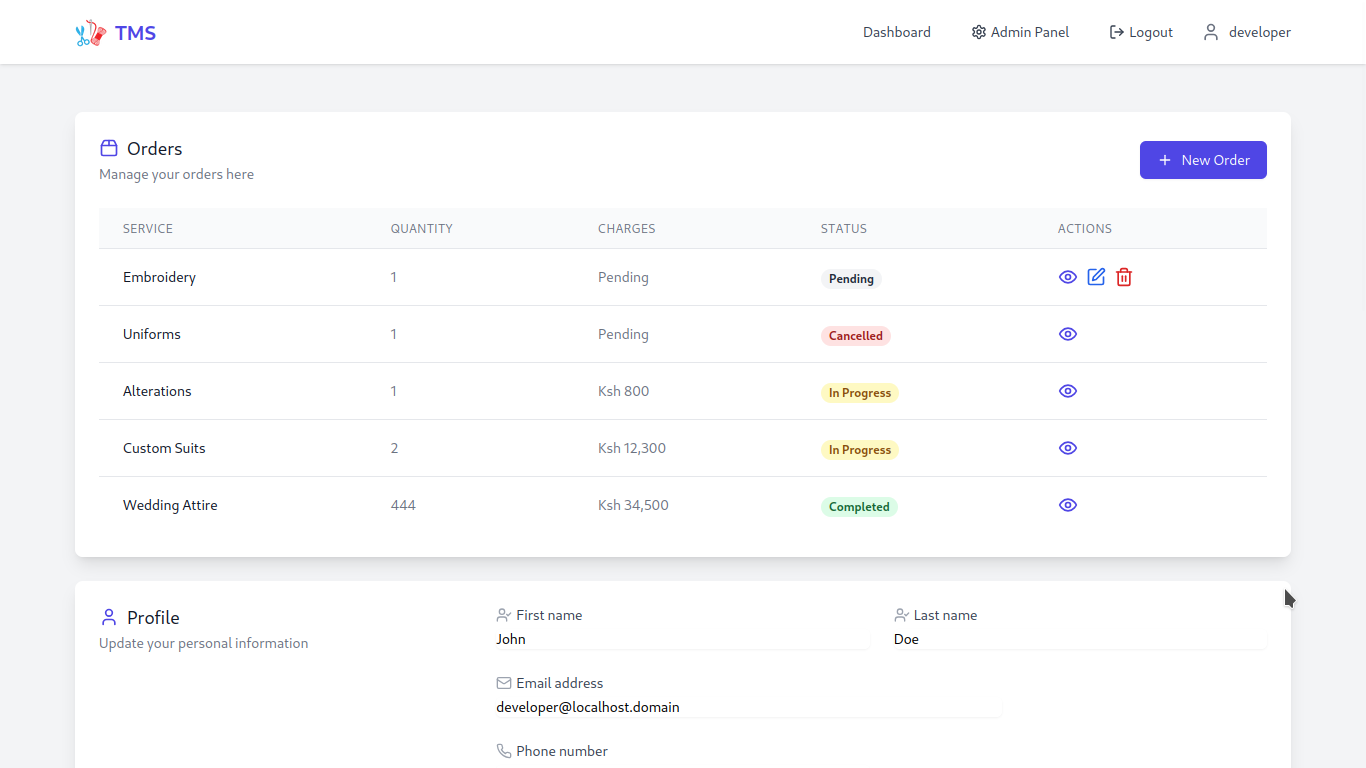 TMS Dashboard Admin Panel Logout developer
Orders
Manage your orders here
New Order
SERVICE QUANTITY CHARGES STATUS ACTIONS
Embroidery 1 Pending Pending
Uniforms 1 Pending Cancelled
Alterations 1 Ksh 800 In Progress
Custom Suits 2 Ksh 12,300 In Progress
Wedding Attire 444 Ksh 34,500 Completed
Profile
Update your personal information
First name Last name
John Doe
Email address
developer@localhost.domain
Phone number